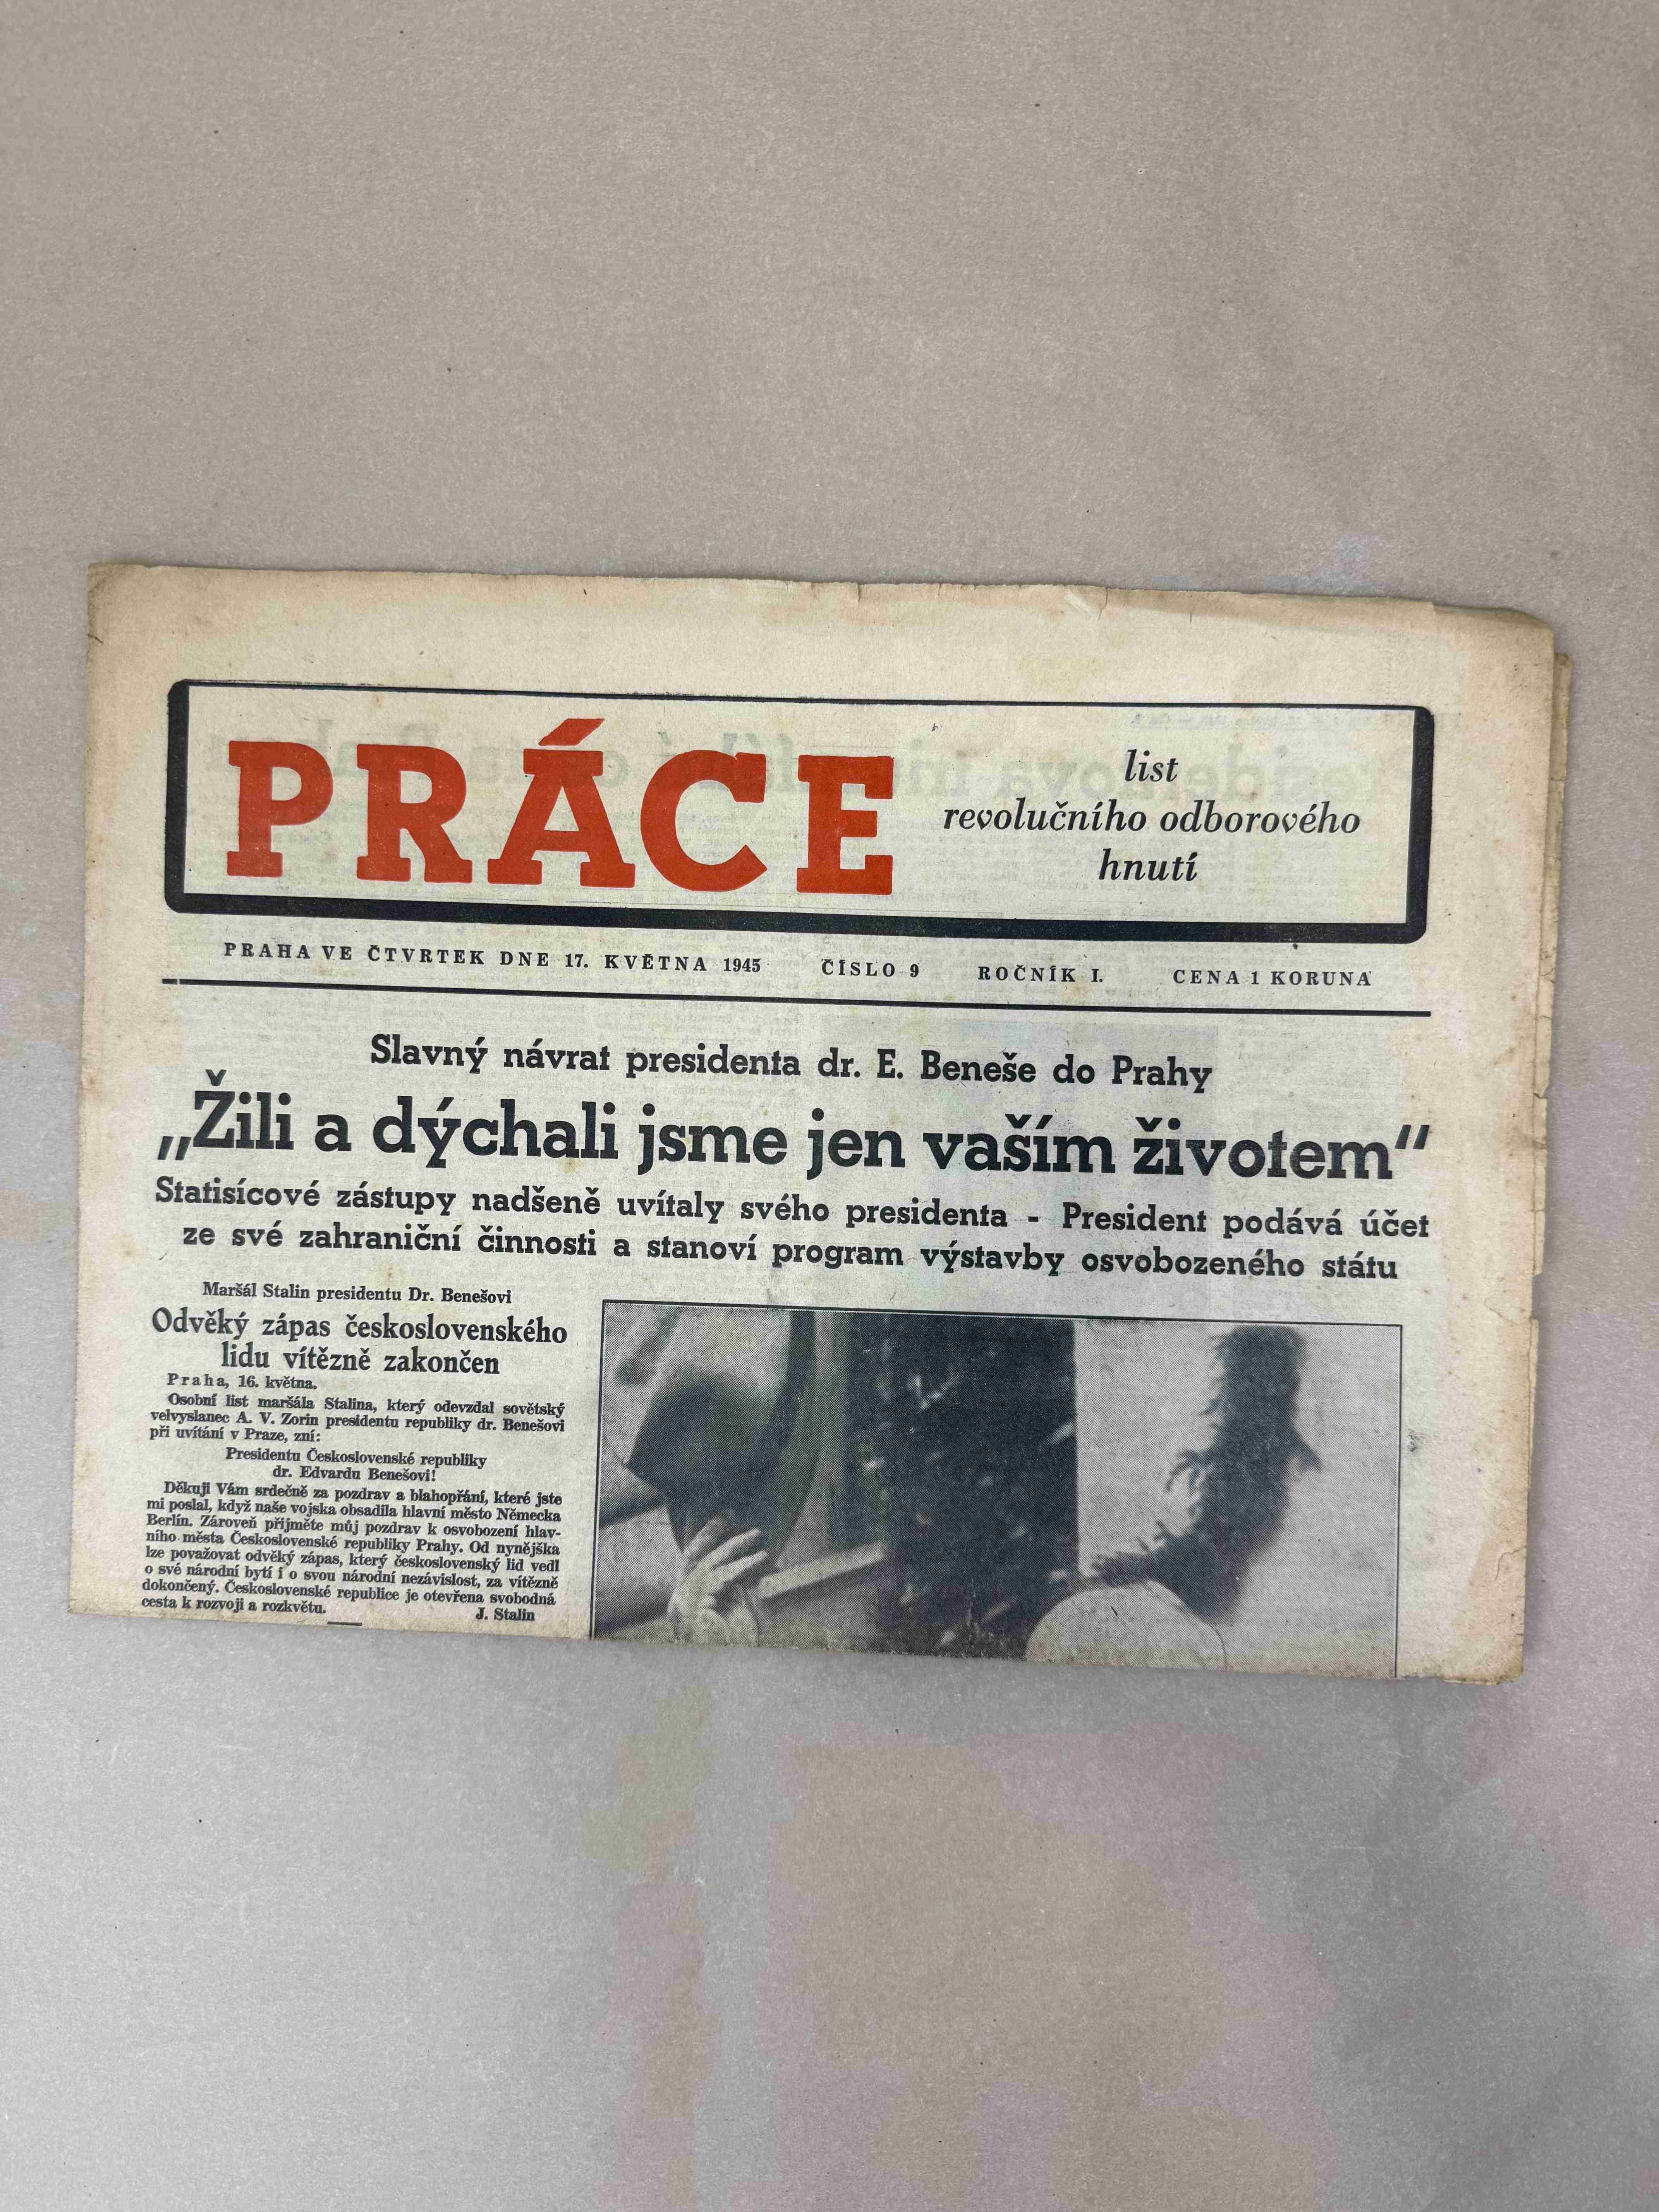 PRÁCE
list
revolučního odborového
hnutí
PRAHA VE ČTVRTEK DNE 17. KVĚTNA 1945 ČÍSLO 9 ROČNÍK I. CENA 1 KORUNA
Slavný návrat presidenta dr. E. Beneše do Prahy
„Žili a dýchali jsme jen vaším životem“
Statisícové zástupy nadšeně uvítaly svého presidenta - President podává účet
ze své zahraniční činnosti a stanoví program výstavby osvobozeného státu
Maršál Stalin presidentu Dr. Benešovi
Odvěký zápas československého
lidu vítězně zakončen
Praha, 16. května.
Osobní list maršála Stalina, který odevzdal sovětský
velvyslanec A. V. Zorin presidentu republiky dr. Benešovi
při uvítání v Praze, zní:
Presidentu Československé republiky
dr. Edvardu Benešovi!
Děkuji Vám srdečně za pozdrav a blahopřání, které jste
mi poslal, když naše vojska obsadila hlavní město Německa
Berlín. Zároveň přijměte můj pozdrav k osvobození hlav-
ního města Československé republiky Prahy. Od nynějška
lze považovat odvěký zápas, který československý lid vedl
o své národní bytí i o svou národní nezávislost, za vítězně
dokončený. Československé republice je otevřena svobodná
cesta k rozvoji a rozkvětu.
J. Stalin